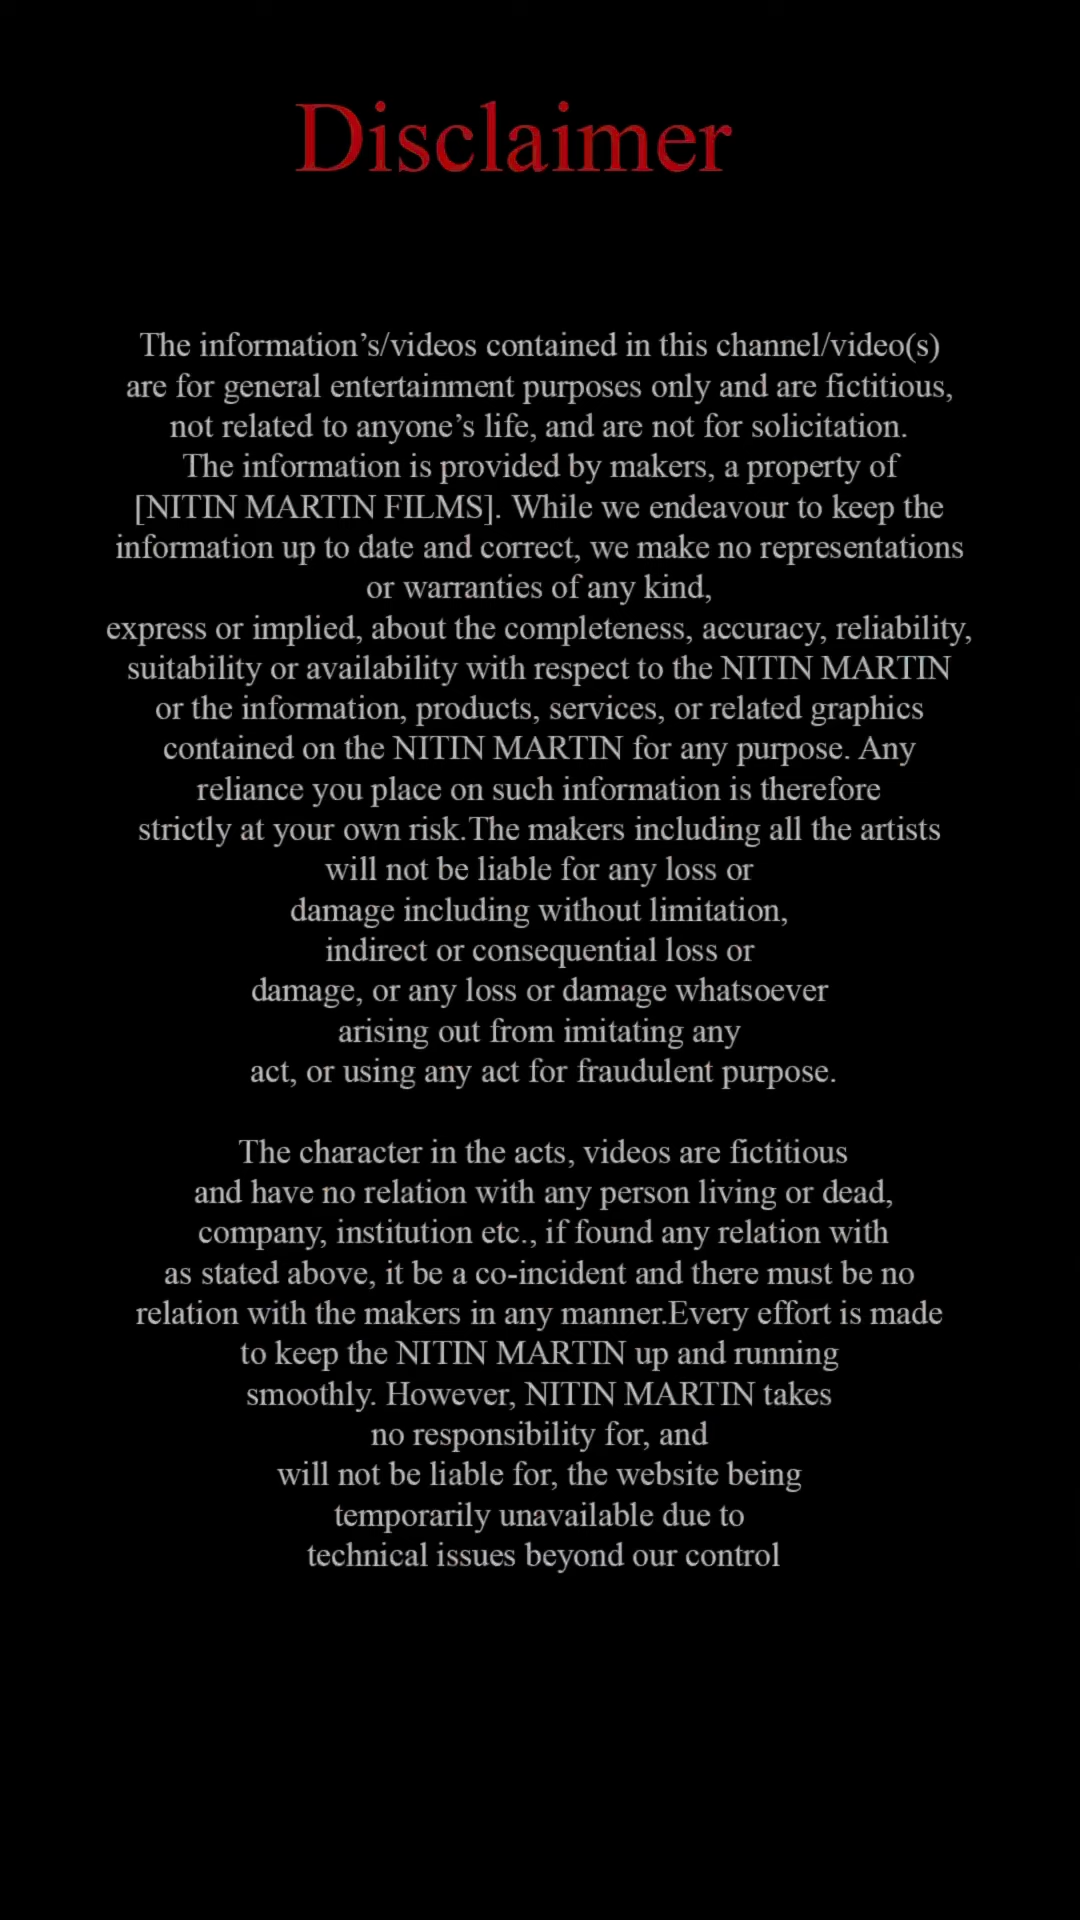 Disclaimer
The information’s/videos contained in this channel/video(s)
are for general entertainment purposes only and are fictitious,
not related to anyone’s life, and are not for solicitation.
The information is provided by makers, a property of
[NITIN MARTIN FILMS]. While we endeavour to keep the
information up to date and correct, we make no representations
or warranties of any kind,
express or implied, about the completeness, accuracy, reliability,
suitability or availability with respect to the NITIN MARTIN
or the information, products, services, or related graphics
contained on the NITIN MARTIN for any purpose. Any
reliance you place on such information is therefore
strictly at your own risk.The makers including all the artists
will not be liable for any loss or
damage including without limitation,
indirect or consequential loss or
damage, or any loss or damage whatsoever
arising out from imitating any
act, or using any act for fraudulent purpose.
The character in the acts, videos are fictitious
and have no relation with any person living or dead,
company, institution etc., if found any relation with
as stated above, it be a co-incident and there must be no
relation with the makers in any manner.Every effort is made
to keep the NITIN MARTIN up and running
smoothly. However, NITIN MARTIN takes
no responsibility for, and
will not be liable for, the website being
temporarily unavailable due to
technical issues beyond our control